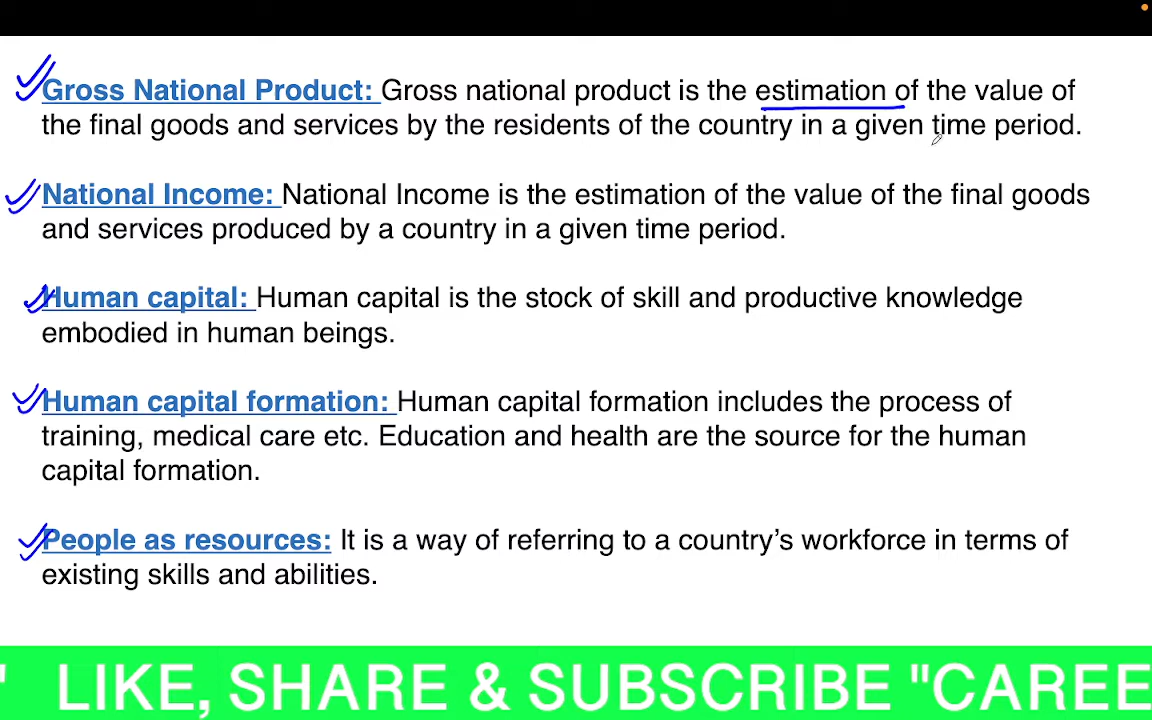 Gross National Product: Gross national product is the estimation of the value of
the final goods and services by the residents of the country in a given time period.
National Income: National Income is the estimation of the value of the final goods
and services produced by a country in a given time period.
Human capital: Human capital is the stock of skill and productive knowledge
embodied in human beings.
Human capital formation: Human capital formation includes the process of
training, medical care etc. Education and health are the source for the human
capital formation.
People as resources: It is a way of referring to a country’s workforce in terms of
existing skills and abilities.
" LIKE, SHARE & SUBSCRIBE "CAREE